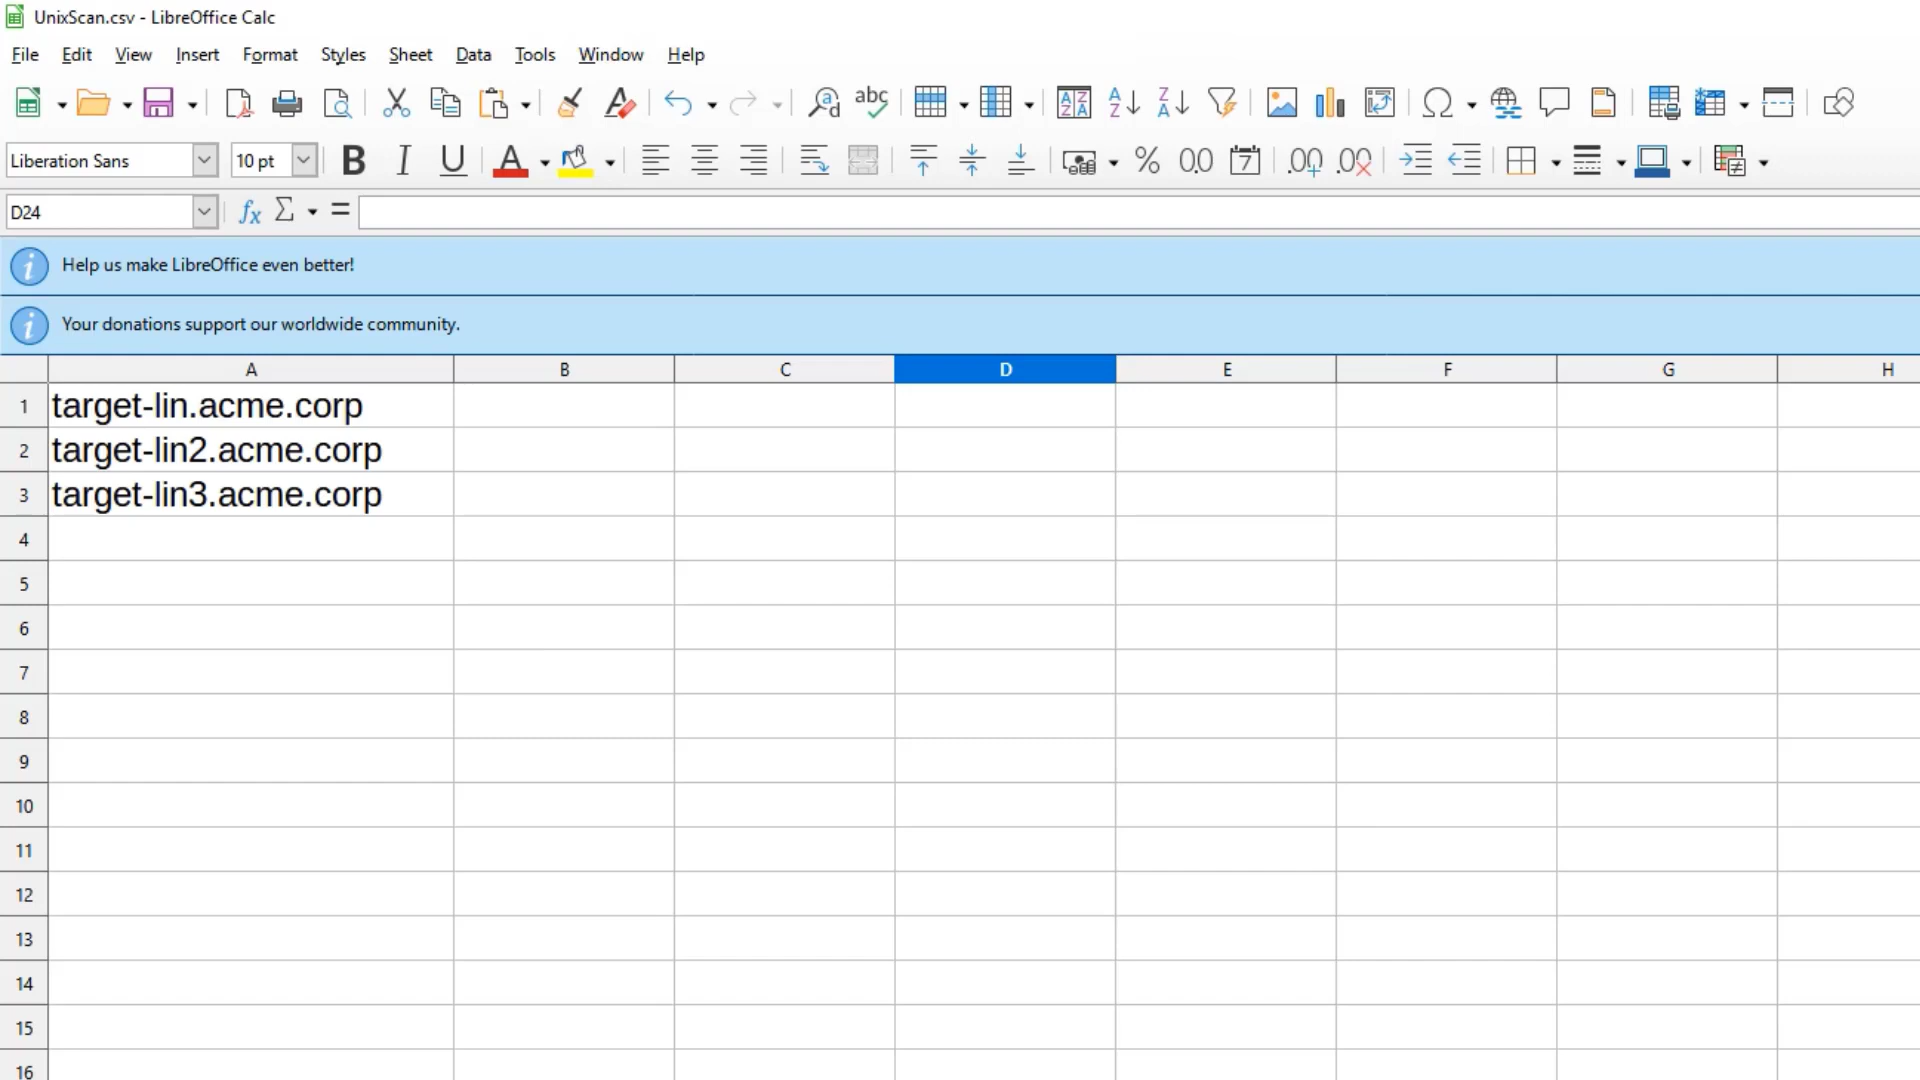 UnixScan.csv - LibreOffice Calc
File Edit View Insert Format Styles Sheet Data Tools Window Help
Liberation Sans 10 pt
D24
Help us make LibreOffice even better!
Your donations support our worldwide community.
A B C D E F G H
1 target-lin.acme.corp
2 target-lin2.acme.corp
3 target-lin3.acme.corp
4
5
6
7
8
9
10
11
12
13
14
15
16